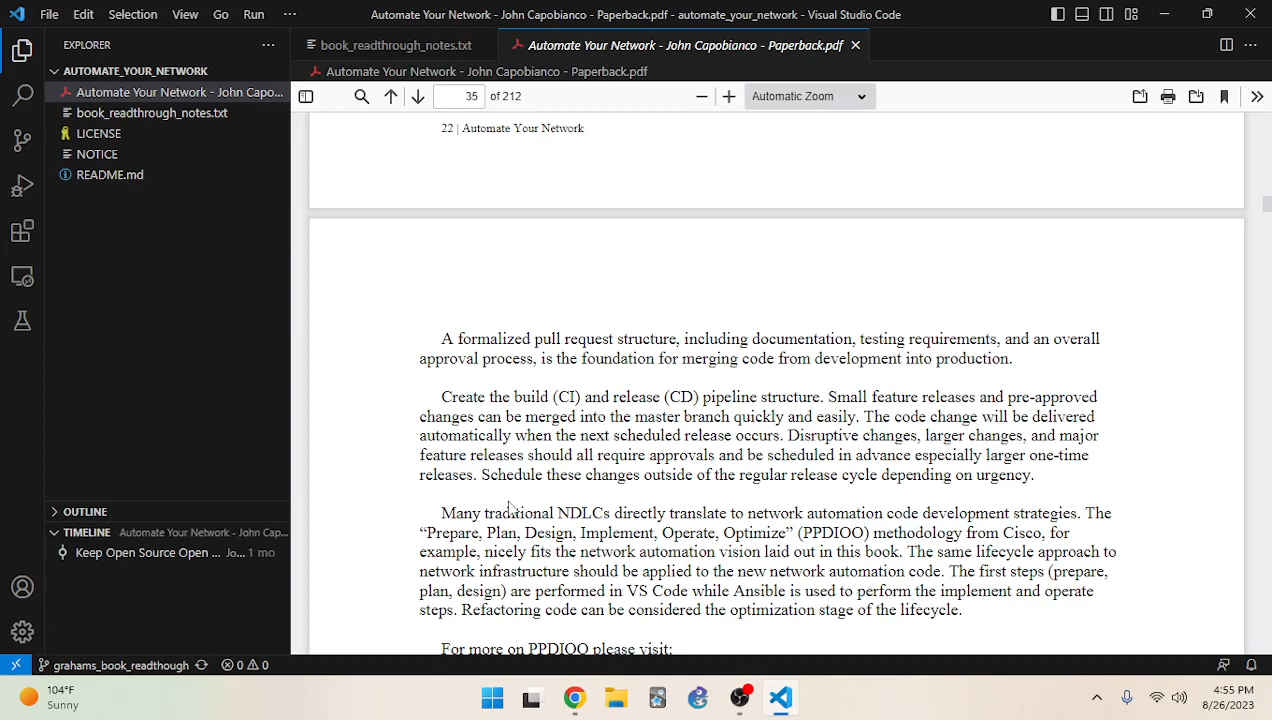 File Edit Selection View Go Run ··· Automate Your Network - John Capobianco - Paperback.pdf - automate_your_network - Visual Studio Code
EXPLORER ···
AUTOMATE_YOUR_NETWORK
Automate Your Network - John Capo...
book_readthrough_notes.txt
LICENSE
NOTICE
README.md
OUTLINE
TIMELINE Automate Your Network - John Cap...
Keep Open Source Open ... Jo... 1 mo
book_readthrough_notes.txt Automate Your Network - John Capobianco - Paperback.pdf
Automate Your Network - John Capobianco - Paperback.pdf
35 of 212 Automatic Zoom
22 | Automate Your Network
A formalized pull request structure, including documentation, testing requirements, and an overall
approval process, is the foundation for merging code from development into production.
Create the build (CI) and release (CD) pipeline structure. Small feature releases and pre-approved
changes can be merged into the master branch quickly and easily. The code change will be delivered
automatically when the next scheduled release occurs. Disruptive changes, larger changes, and major
feature releases should all require approvals and be scheduled in advance especially larger one-time
releases. Schedule these changes outside of the regular release cycle depending on urgency.
Many traditional NDLCs directly translate to network automation code development strategies. The
“Prepare, Plan, Design, Implement, Operate, Optimize” (PPDIOO) methodology from Cisco, for
example, nicely fits the network automation vision laid out in this book. The same lifecycle approach to
network infrastructure should be applied to the new network automation code. The first steps (prepare,
plan, design) are performed in VS Code while Ansible is used to perform the implement and operate
steps. Refactoring code can be considered the optimization stage of the lifecycle.
For more on PPDIOO please visit:
grahams_book_readthough 0 0
104°F
Sunny
4:55 PM
8/26/2023